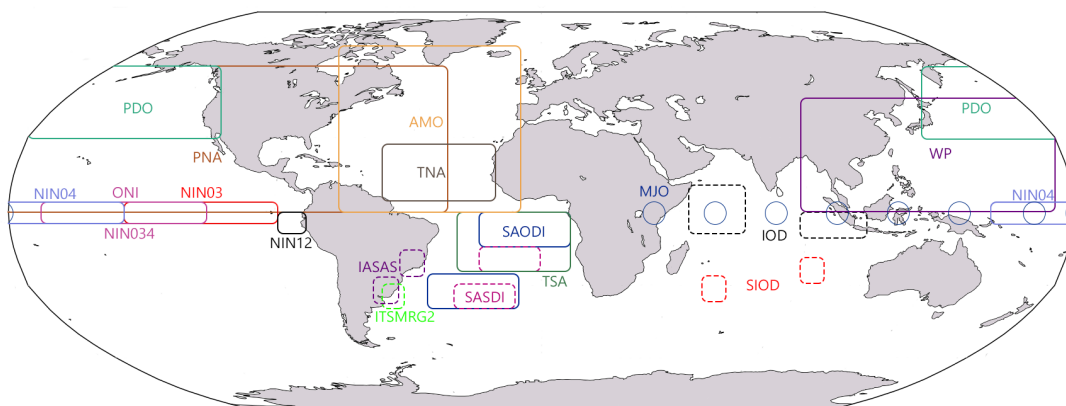 PDO
AMO
PDO
PNA
WP
TNA
NIN04
ONI
NIN03
MJO
NIN04
NIN034
NIN12
SAODI
IOD
IASAS
TSA
SIOD
SASDI
ITSMRG2